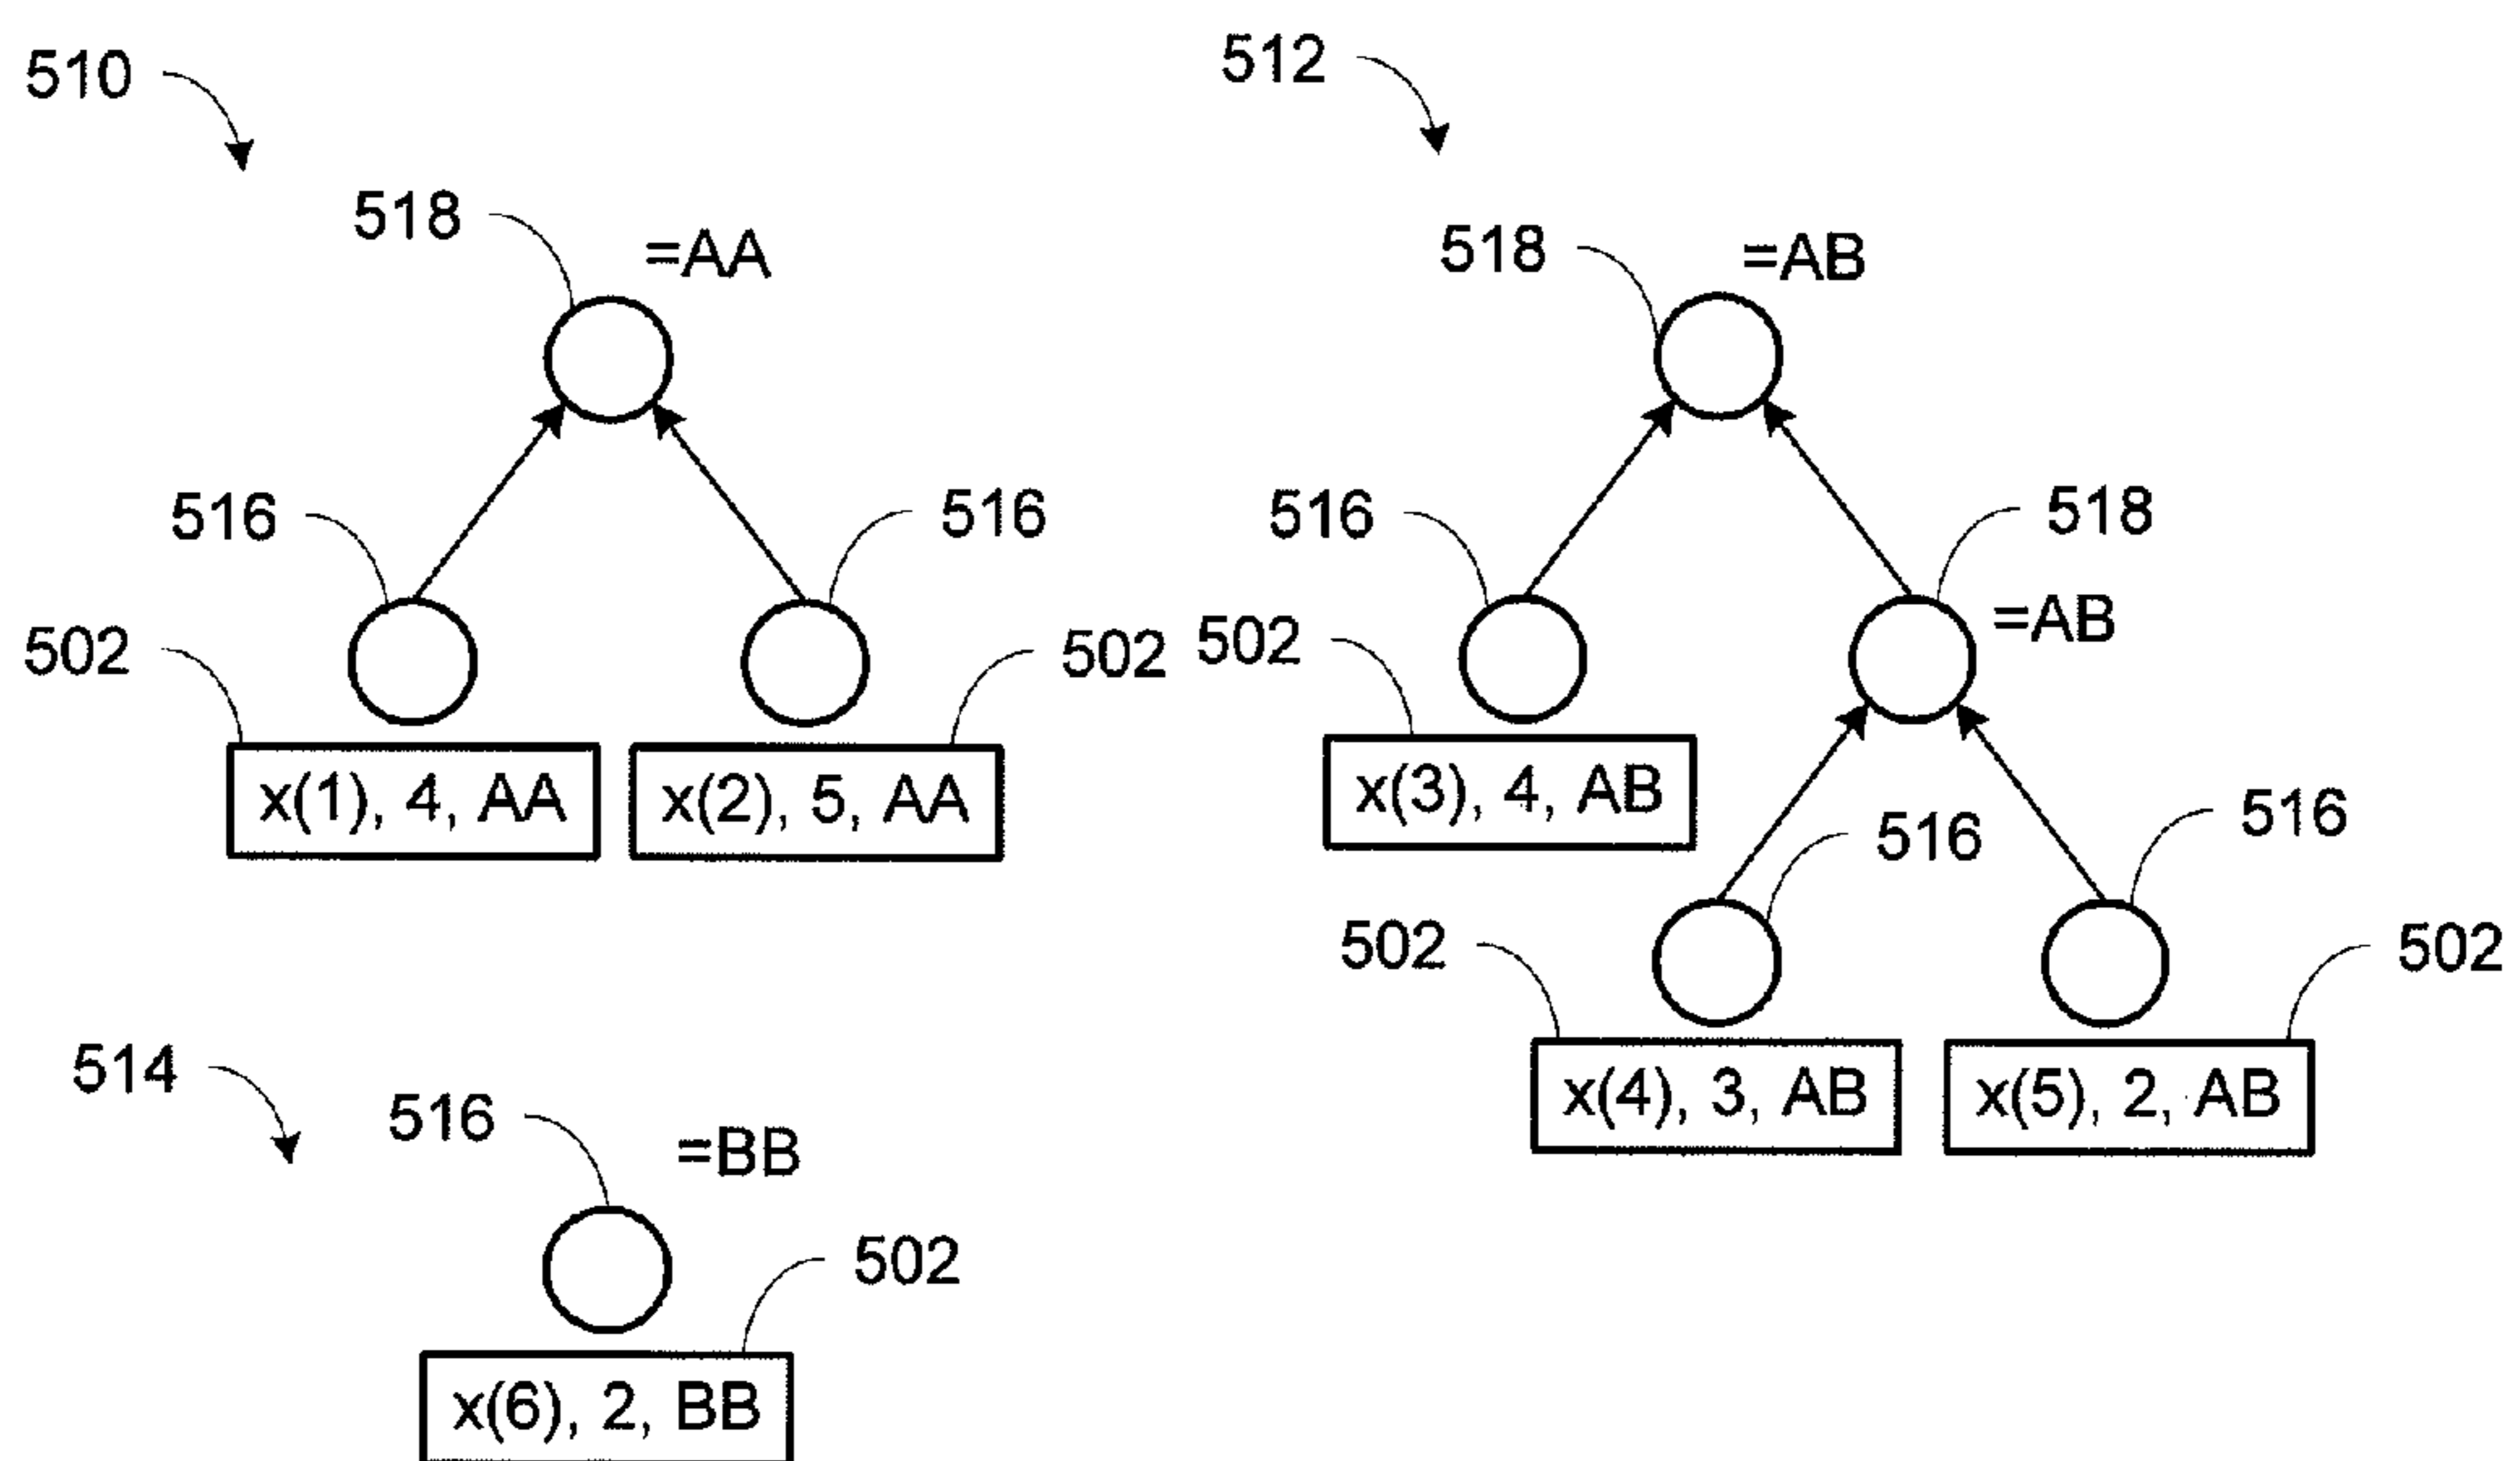 510
518
=AA
516
516
502
502
x(1), 4, AA
x(2), 5, AA
512
518
=AB
516
518
502
=AB
x(3), 4, AB
516
516
502
502
x(4), 3, AB
x(5), 2, AB
514
516
=BB
502
x(6), 2, BB